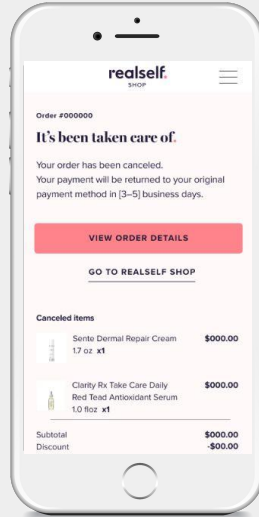 realself.
SHOP
Order #000000
It's been taken care of.
Your order has been canceled.
Your payment will be returned to your original
payment method in [3–5] business days.
VIEW ORDER DETAILS
GO TO REALSELF SHOP
Canceled items
Sente Dermal Repair Cream $000.00
1.7 oz x1
Clarity Rx Take Care Daily $000.00
Red Tead Antioxidant Serum
1.0 floz x1
Subtotal $000.00
Discount -$00.00